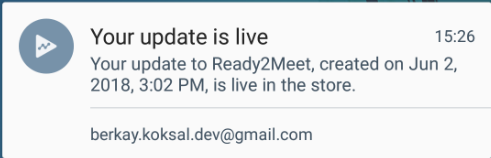 Your update is live
15:26
Your update to Ready2Meet, created on Jun 2,
2018, 3:02 PM, is live in the store.
berkay.koksal.dev@gmail.com